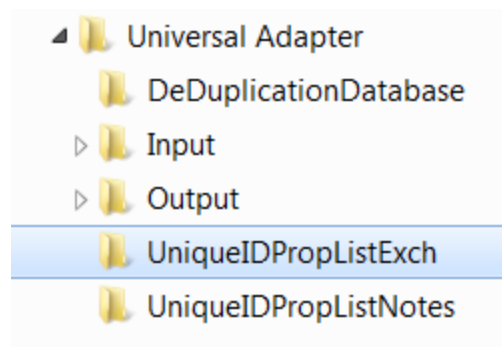 Universal Adapter
DeDuplicationDatabase
Input
Output
UniqueIDPropListExch
UniqueIDPropListNotes